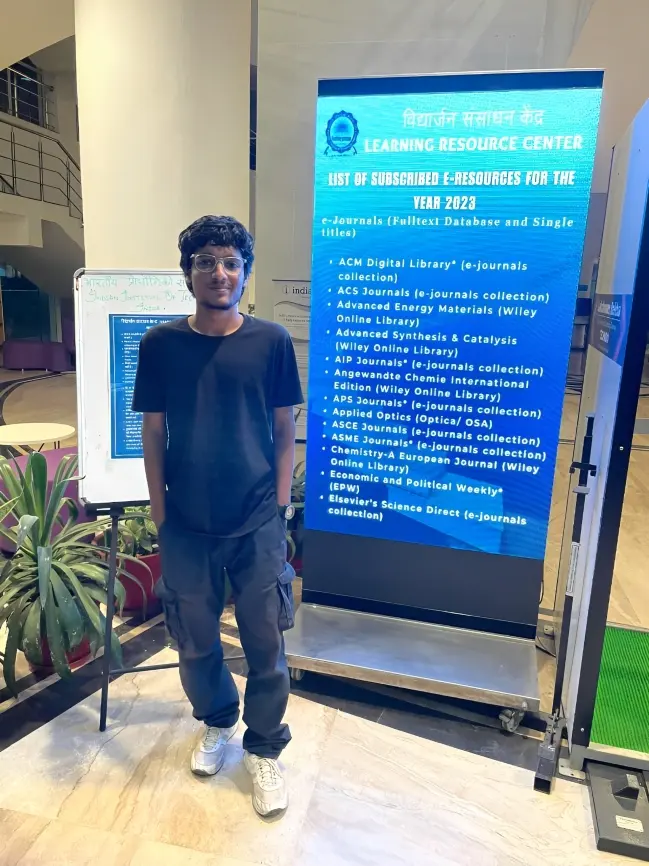 विद्यार्जन संसाधन केंद्र
LEARNING RESOURCE CENTER
LIST OF SUBSCRIBED E-RESOURCES FOR THE
YEAR 2023
e-Journals (Fulltext Database and Single
titles)
• ACM Digital Library* (e-journals
collection)
• ACS Journals (e-journals collection)
• Advanced Energy Materials (Wiley
Online Library)
• Advanced Synthesis & Catalysis
(Wiley Online Library)
• AIP Journals* (e-journals collection)
• Angewandte Chemie International
Edition (Wiley Online Library)
• APS Journals* (e-journals collection)
• Applied Optics (Optica/ OSA)
• ASCE Journals (e-journals collection)
• ASME Journals* (e-journals collection)
• Chemistry-A European Journal (Wiley
Online Library)
• Economic and Political Weekly*
(EPW)
• Elsevier's Science Direct (e-journals
collection)
भारतीय प्रौद्योगिकी